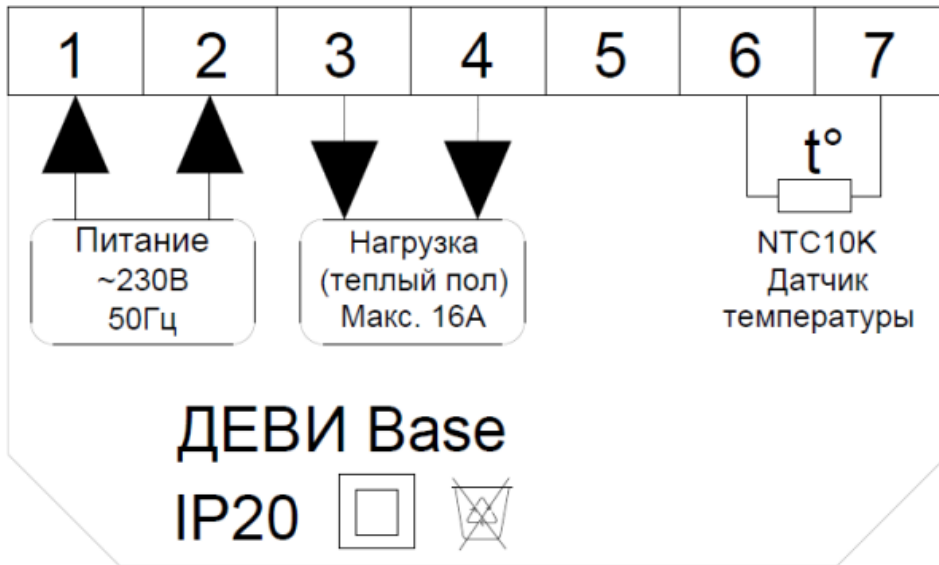 1 2 3 4 5 6 7
t°
Питание
~230В
50Гц
Нагрузка
(теплый пол)
Макс. 16А
NTC10K
Датчик
температуры
ДЕВИ Base
IP20